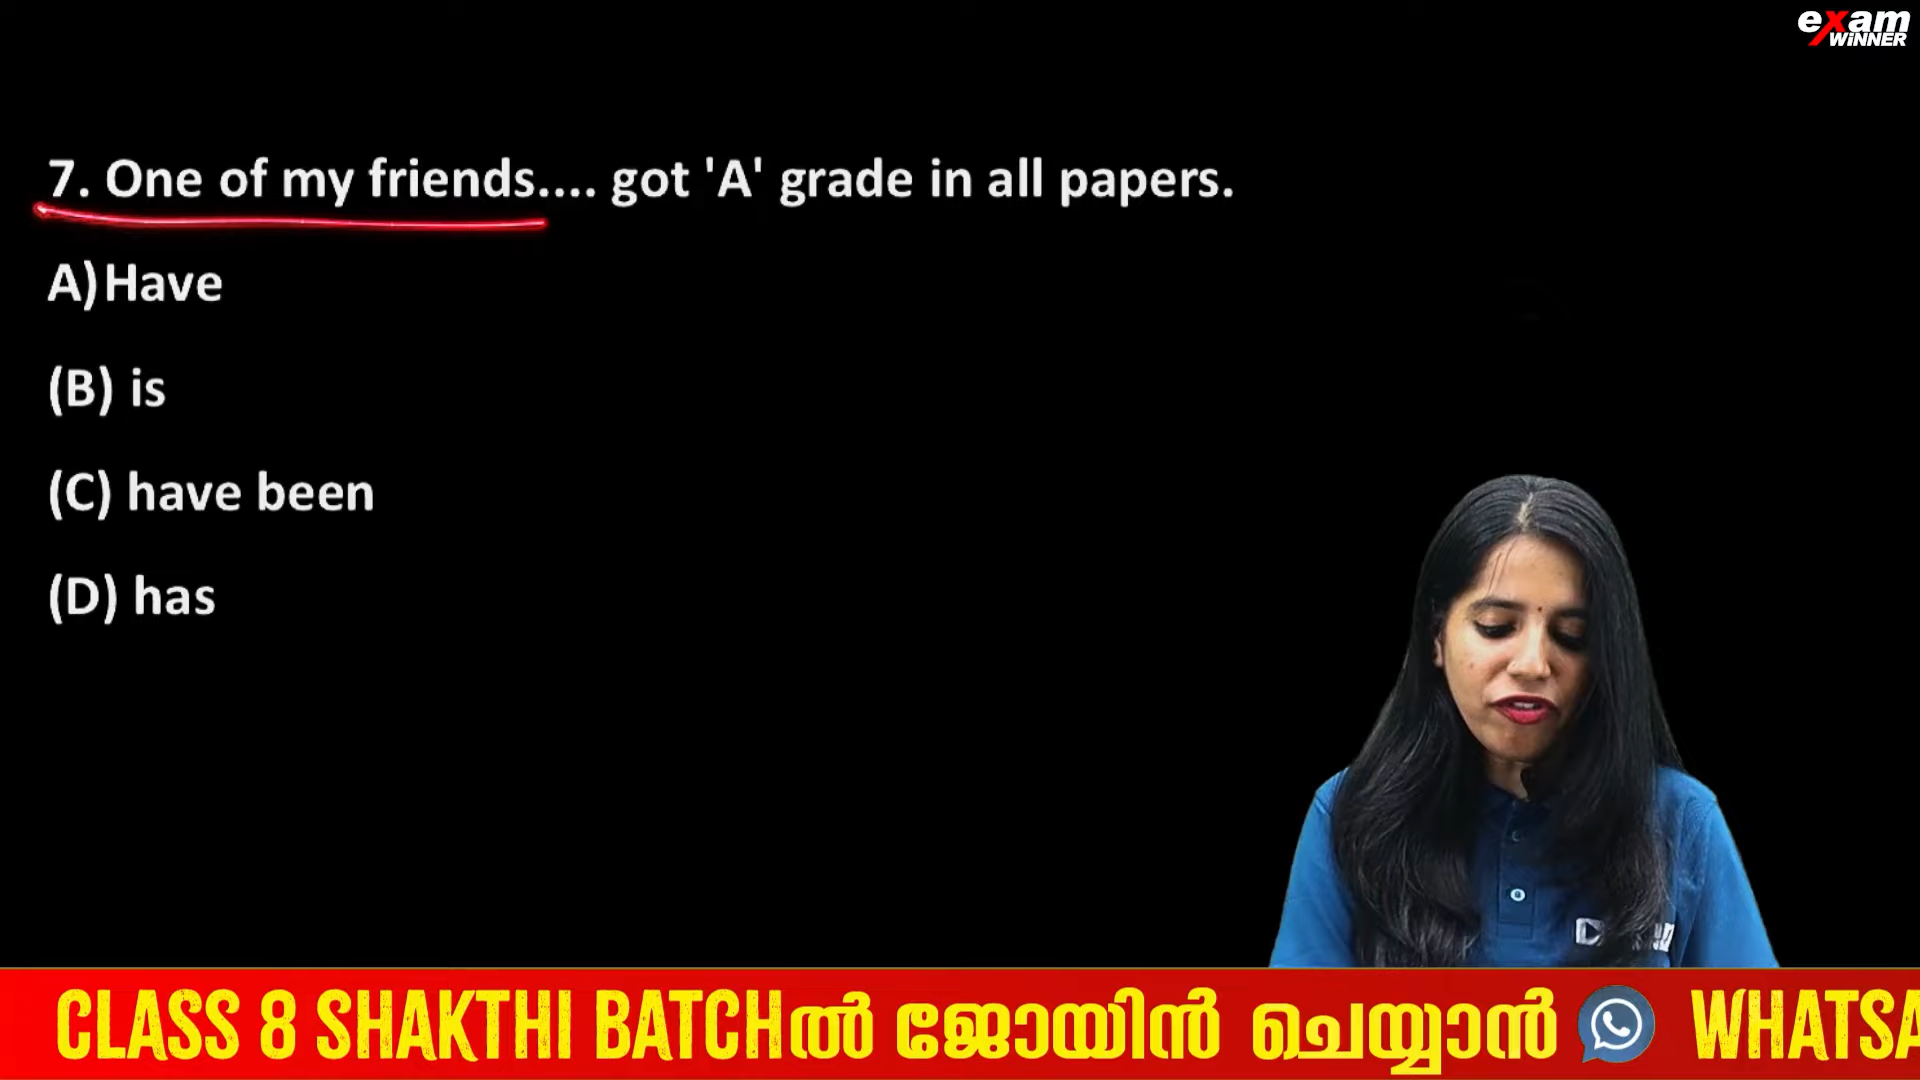 exam
WINNER
7. One of my friends.... got 'A' grade in all papers.
A)Have
(B) is
(C) have been
(D) has
CLASS 8 SHAKTHI BATCHൽ ജോയിൻ ചെയ്യാൻ WHATSA